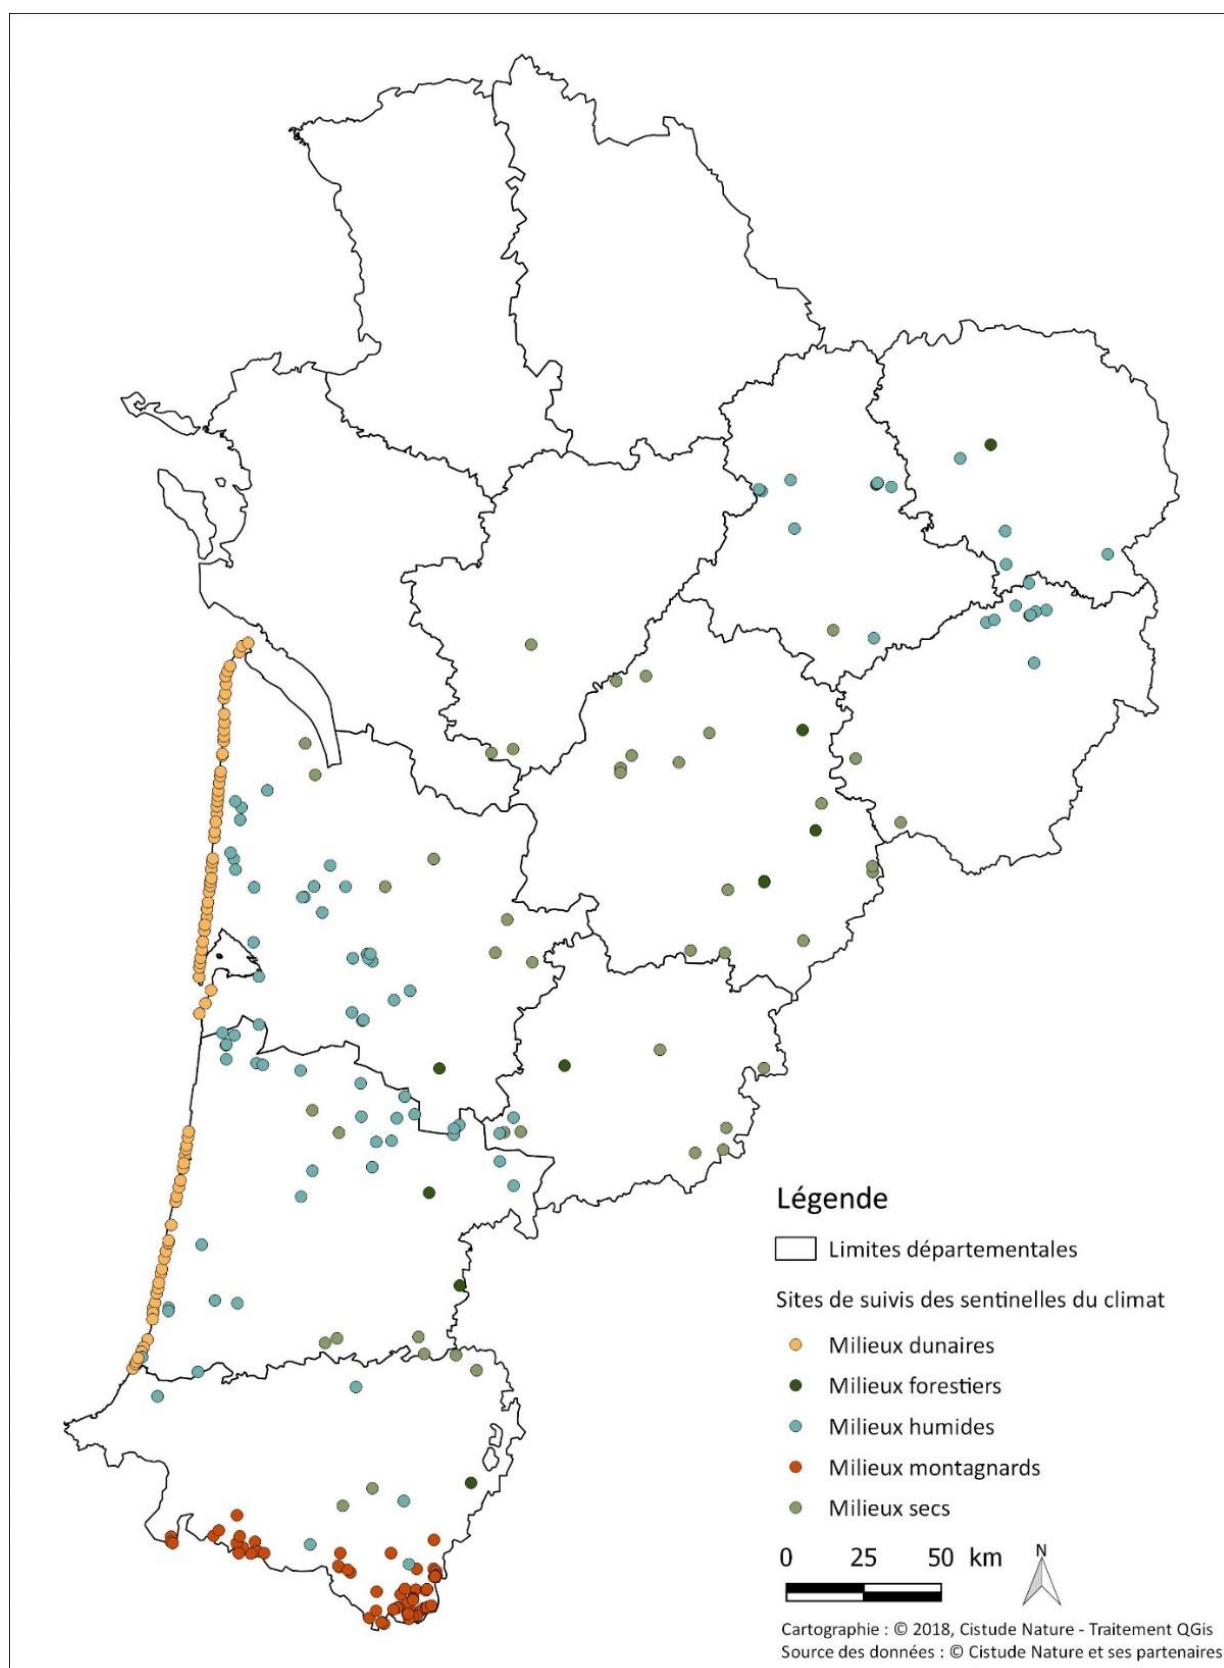 Légende
Limites départementales
Sites de suivis des sentinelles du climat
Milieux dunaires
Milieux forestiers
Milieux humides
Milieux montagnards
Milieux secs
0 25 50 km
N
Cartographie : © 2018, Cistude Nature - Traitement QGis
Source des données : © Cistude Nature et ses partenaires